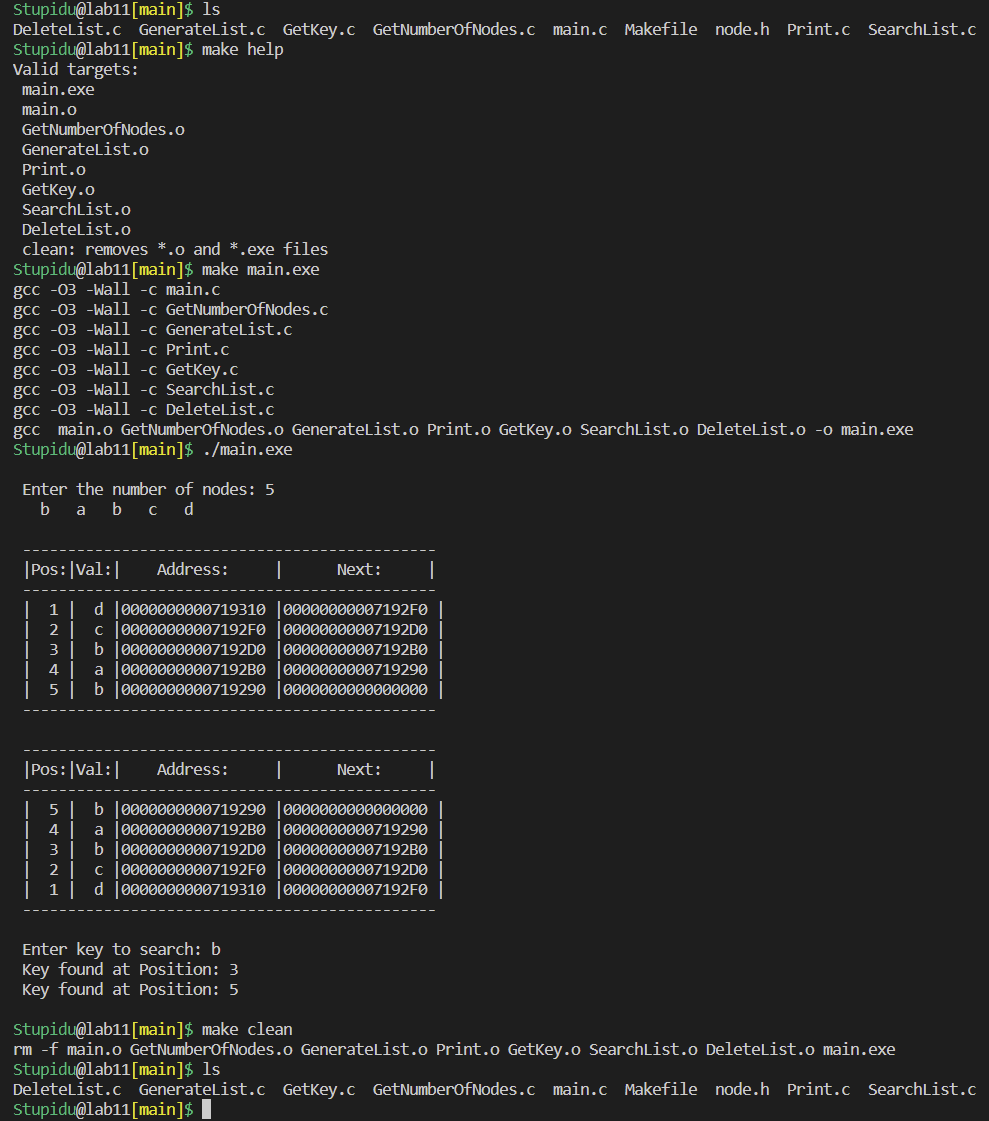 Stupidu@lab11[main]$ ls
DeleteList.c  GenerateList.c  GetKey.c  GetNumberOfNodes.c  main.c  Makefile  node.h  Print.c  SearchList.c
Stupidu@lab11[main]$ make help
Valid targets:
 main.exe
 main.o
 GetNumberOfNodes.o
 GenerateList.o
 Print.o
 GetKey.o
 SearchList.o
 DeleteList.o
 clean: removes *.o and *.exe files
Stupidu@lab11[main]$ make main.exe
gcc -O3 -Wall -c main.c
gcc -O3 -Wall -c GetNumberOfNodes.c
gcc -O3 -Wall -c GenerateList.c
gcc -O3 -Wall -c Print.c
gcc -O3 -Wall -c GetKey.c
gcc -O3 -Wall -c SearchList.c
gcc -O3 -Wall -c DeleteList.c
gcc  main.o GetNumberOfNodes.o GenerateList.o Print.o GetKey.o SearchList.o DeleteList.o -o main.exe
Stupidu@lab11[main]$ ./main.exe

 Enter the number of nodes: 5
   b   a   b   c   d

 ----------------------------------------------
 |Pos:|Val:|    Address:     |      Next:     |
 ----------------------------------------------
 |  1 |  d |0000000000719310 |00000000007192F0 |
 |  2 |  c |00000000007192F0 |00000000007192D0 |
 |  3 |  b |00000000007192D0 |00000000007192B0 |
 |  4 |  a |00000000007192B0 |0000000000719290 |
 |  5 |  b |0000000000719290 |0000000000000000 |
 ----------------------------------------------

 ----------------------------------------------
 |Pos:|Val:|    Address:     |      Next:     |
 ----------------------------------------------
 |  5 |  b |0000000000719290 |0000000000000000 |
 |  4 |  a |00000000007192B0 |0000000000719290 |
 |  3 |  b |00000000007192D0 |00000000007192B0 |
 |  2 |  c |00000000007192F0 |00000000007192D0 |
 |  1 |  d |0000000000719310 |00000000007192F0 |
 ----------------------------------------------

 Enter key to search: b
 Key found at Position: 3
 Key found at Position: 5

Stupidu@lab11[main]$ make clean
rm -f main.o GetNumberOfNodes.o GenerateList.o Print.o GetKey.o SearchList.o DeleteList.o main.exe
Stupidu@lab11[main]$ ls
DeleteList.c  GenerateList.c  GetKey.c  GetNumberOfNodes.c  main.c  Makefile  node.h  Print.c  SearchList.c
Stupidu@lab11[main]$